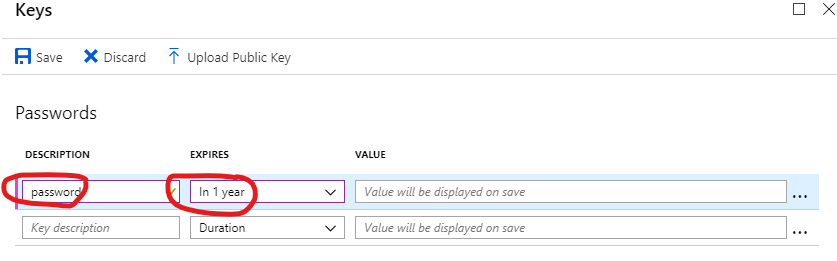 Keys
Save Discard Upload Public Key
Passwords
DESCRIPTION EXPIRES VALUE
password In 1 year Value will be displayed on save ...
Key description Duration Value will be displayed on save ...